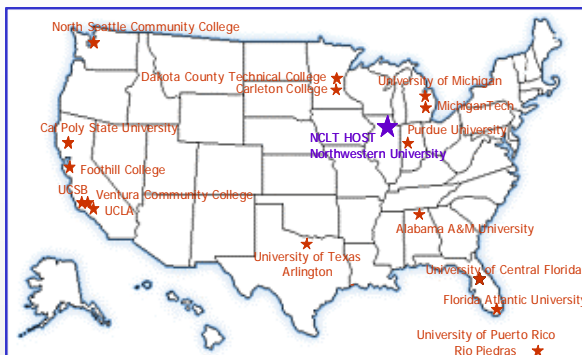 North Seattle Community College
Dakota County Technical College
Carleton College
University of Michigan
MichiganTech
Cal Poly State University
NCLT HOST
Northwestern University
Purdue University
Foothill College
UCSB
Ventura Community College
UCLA
Alabama A&M University
University of Texas
Arlington
University of Central Florida
Florida Atlantic University
University of Puerto Rico
Rio Piedras